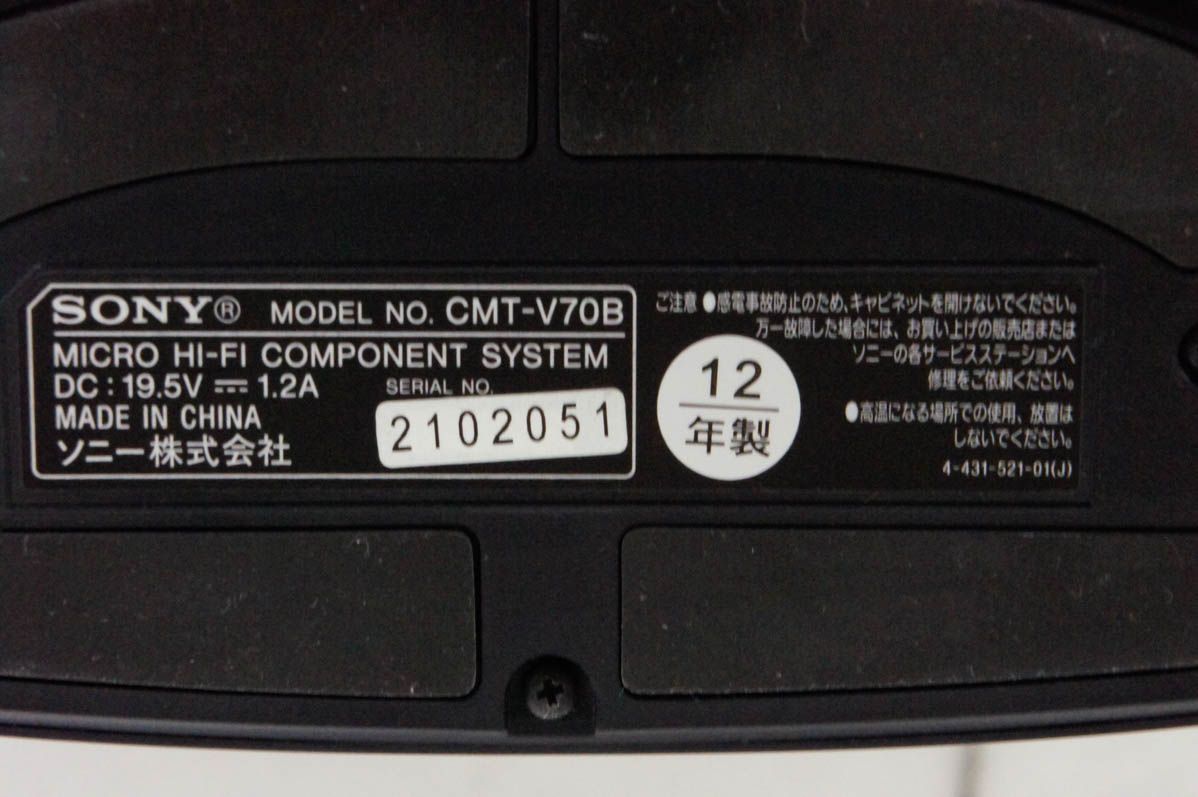 SONY® MODEL NO. CMT-V70B
MICRO HI-FI COMPONENT SYSTEM
DC : 19.5V ⎓ 1.2A
SERIAL NO.
MADE IN CHINA
2102051
ソニー株式会社
12
年製
ご注意 ●感電事故防止のため、キャビネットを開けないでください。
万一故障した場合には、お買い上げの販売店または
ソニーの各サービスステーションへ
修理をご依頼ください。
●高温になる場所での使用、放置は
しないでください。
4-431-521-01(J)